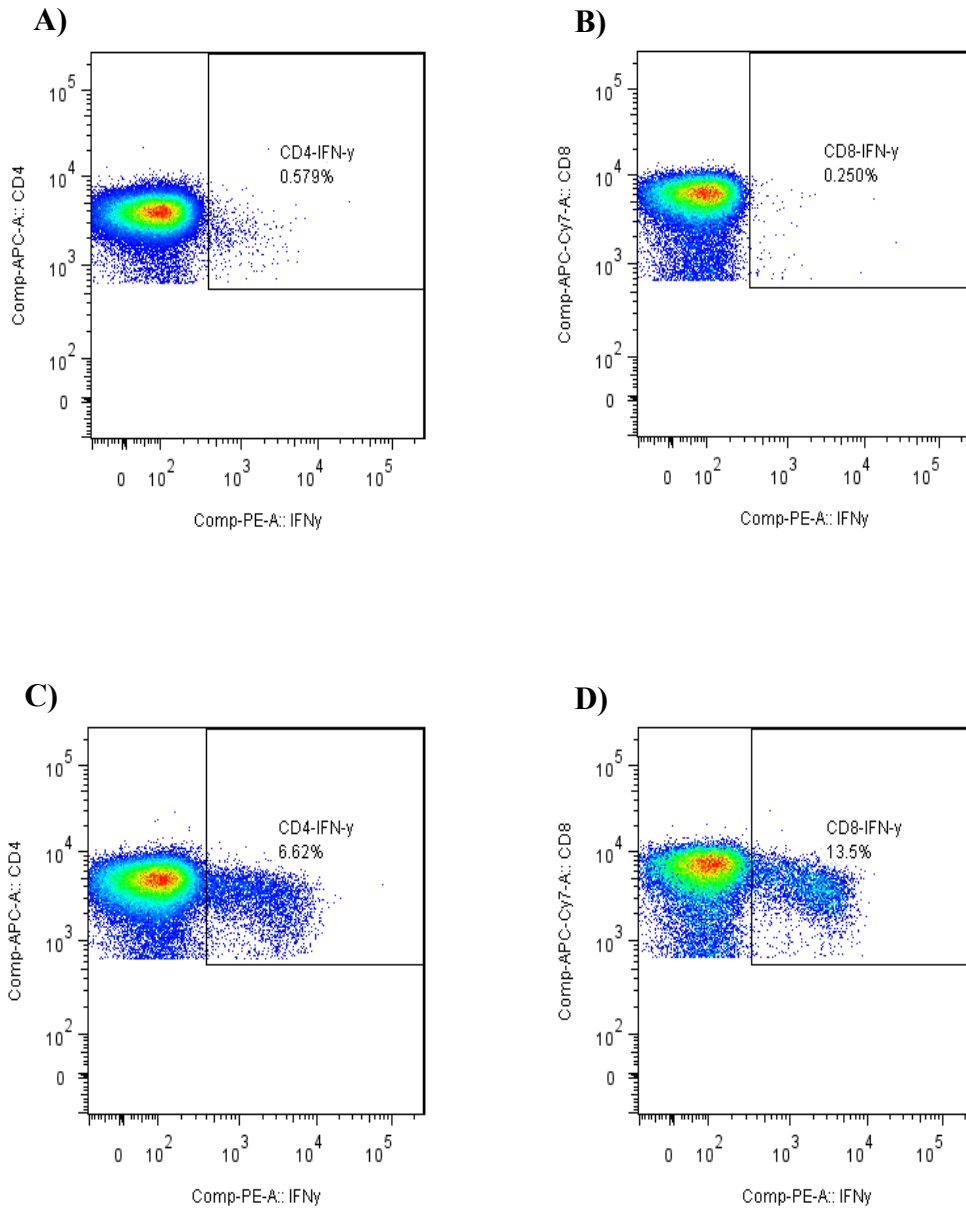 A)
B)
10^5
10^4
10^3
10^2
0
Comp-APC-A:: CD4
CD4-IFN-y
0.579%
0 10^2 10^3 10^4 10^5
Comp-PE-A:: IFNy
10^5
10^4
10^3
10^2
0
Comp-APC-Cy7-A:: CD8
CD8-IFN-y
0.250%
0 10^2 10^3 10^4 10^5
Comp-PE-A:: IFNy
C)
D)
10^5
10^4
10^3
10^2
0
Comp-APC-A:: CD4
CD4-IFN-y
6.62%
0 10^2 10^3 10^4 10^5
Comp-PE-A:: IFNy
10^5
10^4
10^3
10^2
0
Comp-APC-Cy7-A:: CD8
CD8-IFN-y
13.5%
0 10^2 10^3 10^4 10^5
Comp-PE-A:: IFNy